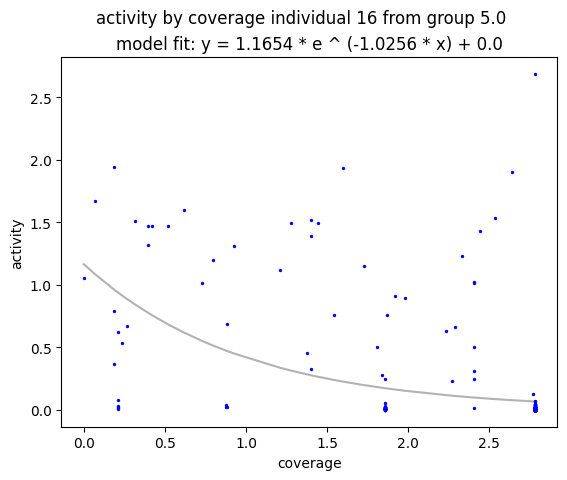 activity by coverage individual 16 from group 5.0
model fit: y = 1.1654 * e ^ (-1.0256 * x) + 0.0
2.5
2.0
1.5
1.0
0.5
0.0
activity
0.0 0.5 1.0 1.5 2.0 2.5
coverage